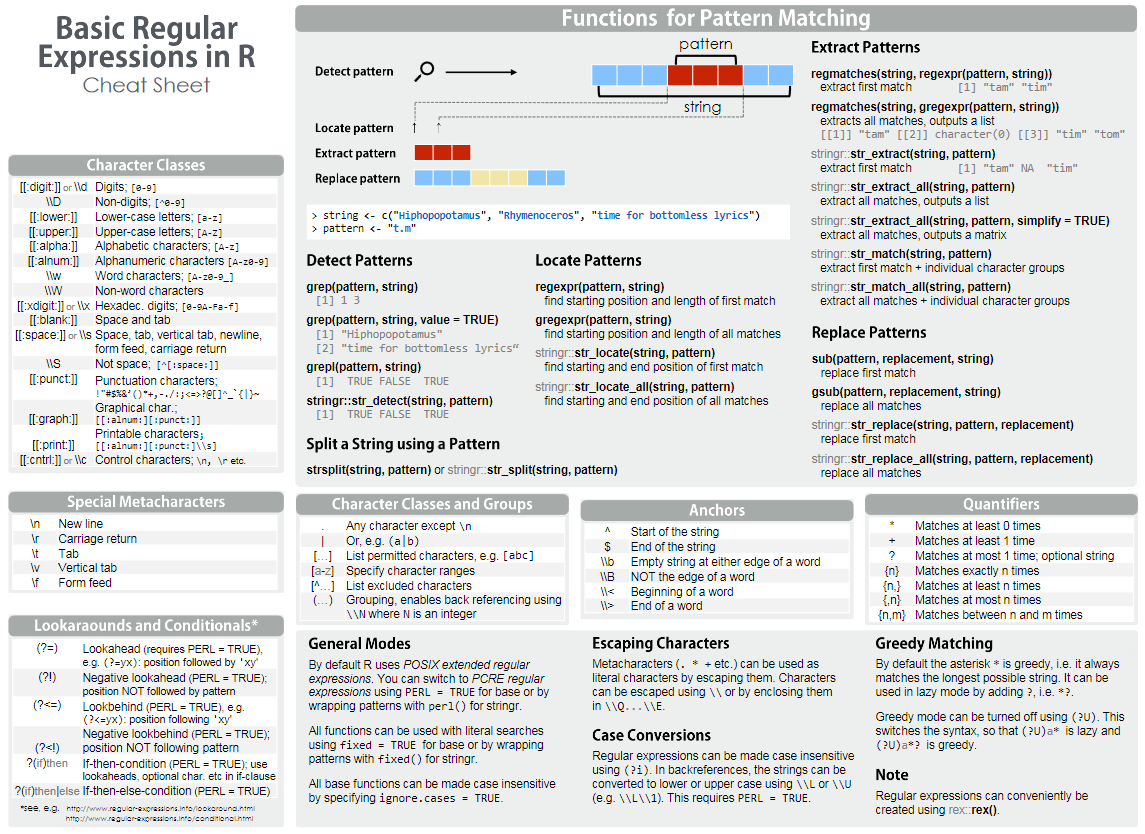 Basic Regular
Expressions in R
Cheat Sheet
Functions for Pattern Matching
Detect pattern
pattern
string
Locate pattern
Extract pattern
Replace pattern
> string <- c("Hiphopopotamus", "Rhymenoceros", "time for bottomless lyrics")
> pattern <- "t.m"
Detect Patterns
grep(pattern, string)
[1] 1 3
grep(pattern, string, value = TRUE)
[1] "Hiphopopotamus"
[2] "time for bottomless lyrics“
grepl(pattern, string)
[1] TRUE FALSE TRUE
stringr::str_detect(string, pattern)
[1] TRUE FALSE TRUE
Split a String using a Pattern
strsplit(string, pattern) or stringr::str_split(string, pattern)
Locate Patterns
regexpr(pattern, string)
find starting position and length of first match
gregexpr(pattern, string)
find starting position and length of all matches
stringr::str_locate(string, pattern)
find starting and end position of first match
stringr::str_locate_all(string, pattern)
find starting and end position of all matches
Extract Patterns
regmatches(string, regexpr(pattern, string))
extract first match [1] "tam" "tim"
regmatches(string, gregexpr(pattern, string))
extracts all matches, outputs a list
[[1]] "tam" [[2]] character(0) [[3]] "tim" "tom"
stringr::str_extract(string, pattern)
extract first match [1] "tam" NA "tim"
stringr::str_extract_all(string, pattern)
extract all matches, outputs a list
stringr::str_extract_all(string, pattern, simplify = TRUE)
extract all matches, outputs a matrix
stringr::str_match(string, pattern)
extract first match + individual character groups
stringr::str_match_all(string, pattern)
extract all matches + individual character groups
Replace Patterns
sub(pattern, replacement, string)
replace first match
gsub(pattern, replacement, string)
replace all matches
stringr::str_replace(string, pattern, replacement)
replace first match
stringr::str_replace_all(string, pattern, replacement)
replace all matches
Character Classes
[[:digit:]] or \\d Digits; [0-9]
\\D Non-digits; [^0-9]
[[:lower:]] Lower-case letters; [a-z]
[[:upper:]] Upper-case letters; [A-Z]
[[:alpha:]] Alphabetic characters; [A-z]
[[:alnum:]] Alphanumeric characters [A-z0-9]
\\w Word characters; [A-z0-9_]
\\W Non-word characters
[[:xdigit:]] or \\x Hexadec. digits; [0-9A-Fa-f]
[[:blank:]] Space and tab
[[:space:]] or \\s Space, tab, vertical tab, newline,
form feed, carriage return
\\S Not space; [^[:space:]]
[[:punct:]] Punctuation characters;
!"#$%&’()*+,-./:;<=>?@[]^_`{|}~
Graphical char.;
[[:graph:]] [[:alnum:][:punct:]]
Printable characters;
[[:print:]] [[:alnum:][:punct:]\\s]
[[:cntrl:]] or \\c Control characters; \n, \r etc.
Special Metacharacters
\n New line
\r Carriage return
\t Tab
\v Vertical tab
\f Form feed
Lookaraounds and Conditionals*
(?=) Lookahead (requires PERL = TRUE),
e.g. (?=yx): position followed by 'xy'
(?!) Negative lookahead (PERL = TRUE);
position NOT followed by pattern
(?<=) Lookbehind (PERL = TRUE), e.g.
(?<=yx): position following 'xy'
Negative lookbehind (PERL = TRUE);
(?<!) position NOT following pattern
?(if)then If-then-condition (PERL = TRUE); use
lookaheads, optional char. etc in if-clause
?(if)then|else If-then-else-condition (PERL = TRUE)
*see, e.g. http://www.regular-expressions.info/lookaround.html
http://www.regular-expressions.info/conditional.html
Character Classes and Groups
. Any character except \n
| Or, e.g. (a|b)
[…] List permitted characters, e.g. [abc]
[a-z] Specify character ranges
[^…] List excluded characters
(…) Grouping, enables back referencing using
\\N where N is an integer
Anchors
^ Start of the string
$ End of the string
\\b Empty string at either edge of a word
\\B NOT the edge of a word
\\< Beginning of a word
\\> End of a word
Quantifiers
* Matches at least 0 times
+ Matches at least 1 time
? Matches at most 1 time; optional string
{n} Matches exactly n times
{n,} Matches at least n times
{,n} Matches at most n times
{n,m} Matches between n and m times
General Modes
By default R uses POSIX extended regular
expressions. You can switch to PCRE regular
expressions using PERL = TRUE for base or by
wrapping patterns with perl() for stringr.
All functions can be used with literal searches
using fixed = TRUE for base or by wrapping
patterns with fixed() for stringr.
All base functions can be made case insensitive
by specifying ignore.cases = TRUE.
Escaping Characters
Metacharacters (. * + etc.) can be used as
literal characters by escaping them. Characters
can be escaped using \\ or by enclosing them
in \\Q...\\E.
Case Conversions
Regular expressions can be made case insensitive
using (?i). In backreferences, the strings can be
converted to lower or upper case using \\L or \\U
(e.g. \\L\\1). This requires PERL = TRUE.
Greedy Matching
By default the asterisk * is greedy, i.e. it always
matches the longest possible string. It can be
used in lazy mode by adding ?, i.e. *?.
Greedy mode can be turned off using (?U). This
switches the syntax, so that (?U)a* is lazy and
(?U)a*? is greedy.
Note
Regular expressions can conveniently be
created using rex::rex().